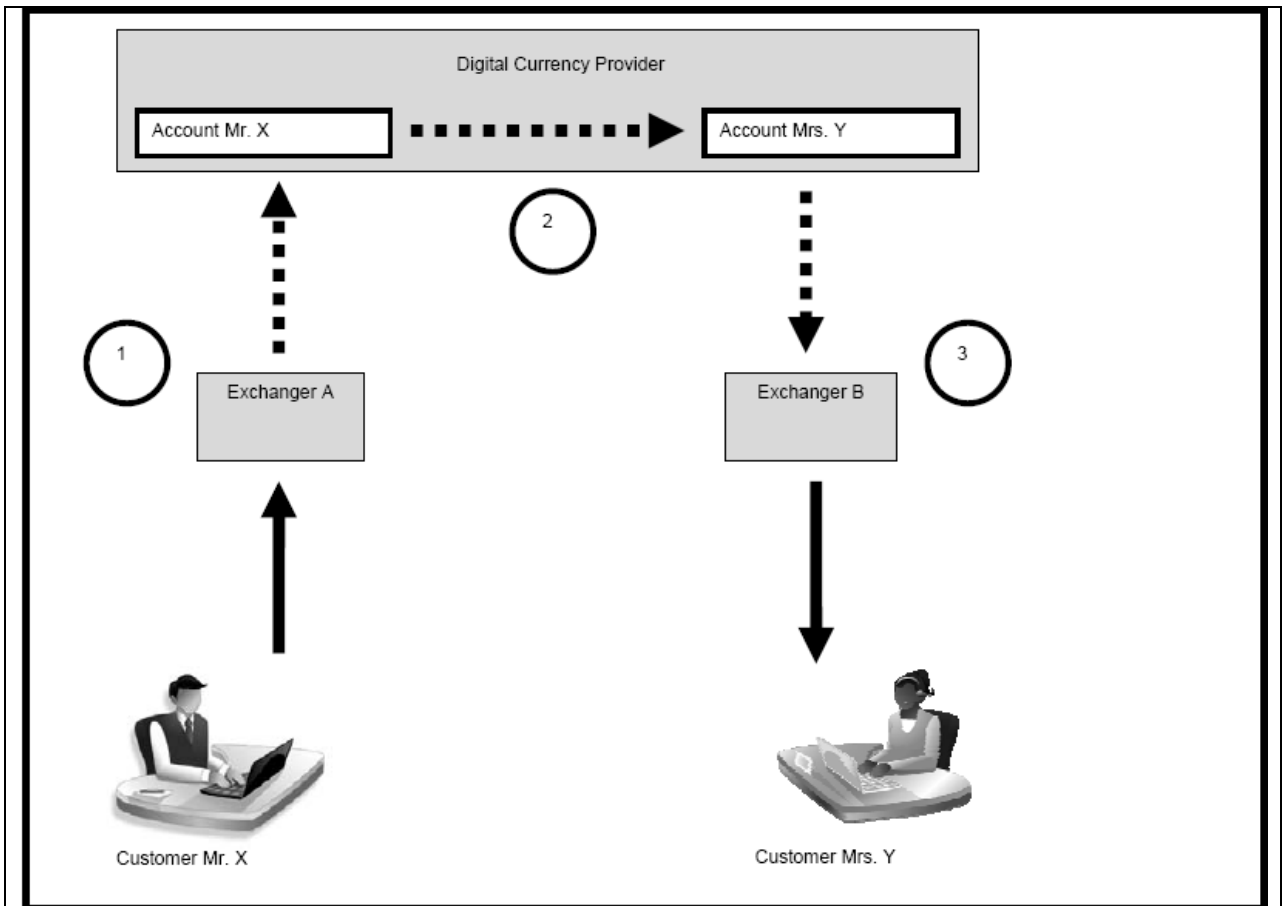 Digital Currency Provider
Account Mr. X
Account Mrs. Y
2
1
3
Exchanger A
Exchanger B
Customer Mr. X
Customer Mrs. Y